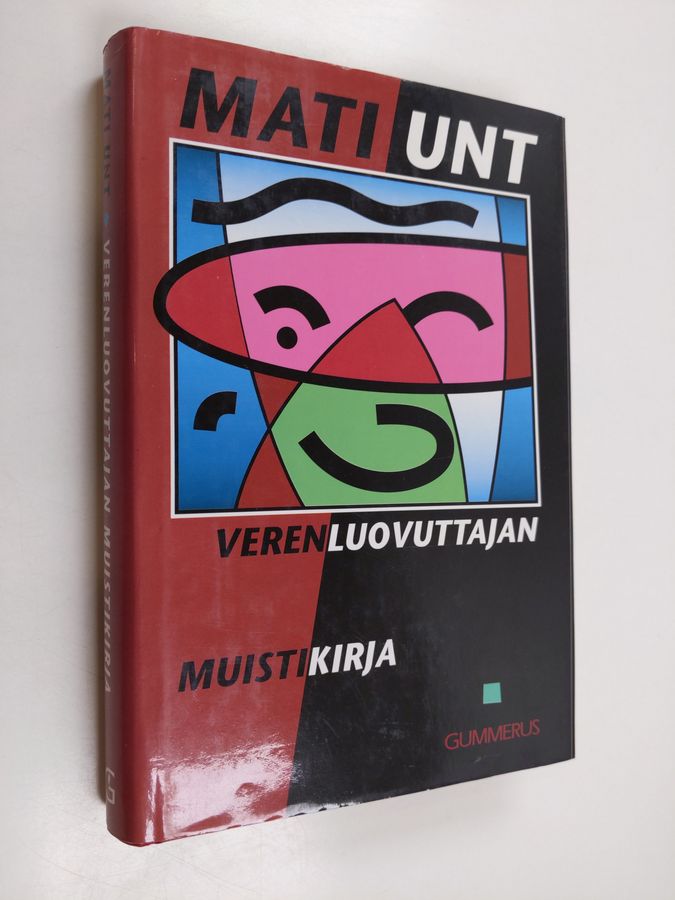 MATI UNT
VERENLUOVUTTAJAN
MUISTIKIRJA
GUMMERUS
MATI UNT VERENLUOVUTTAJAN MUISTIKIRJA